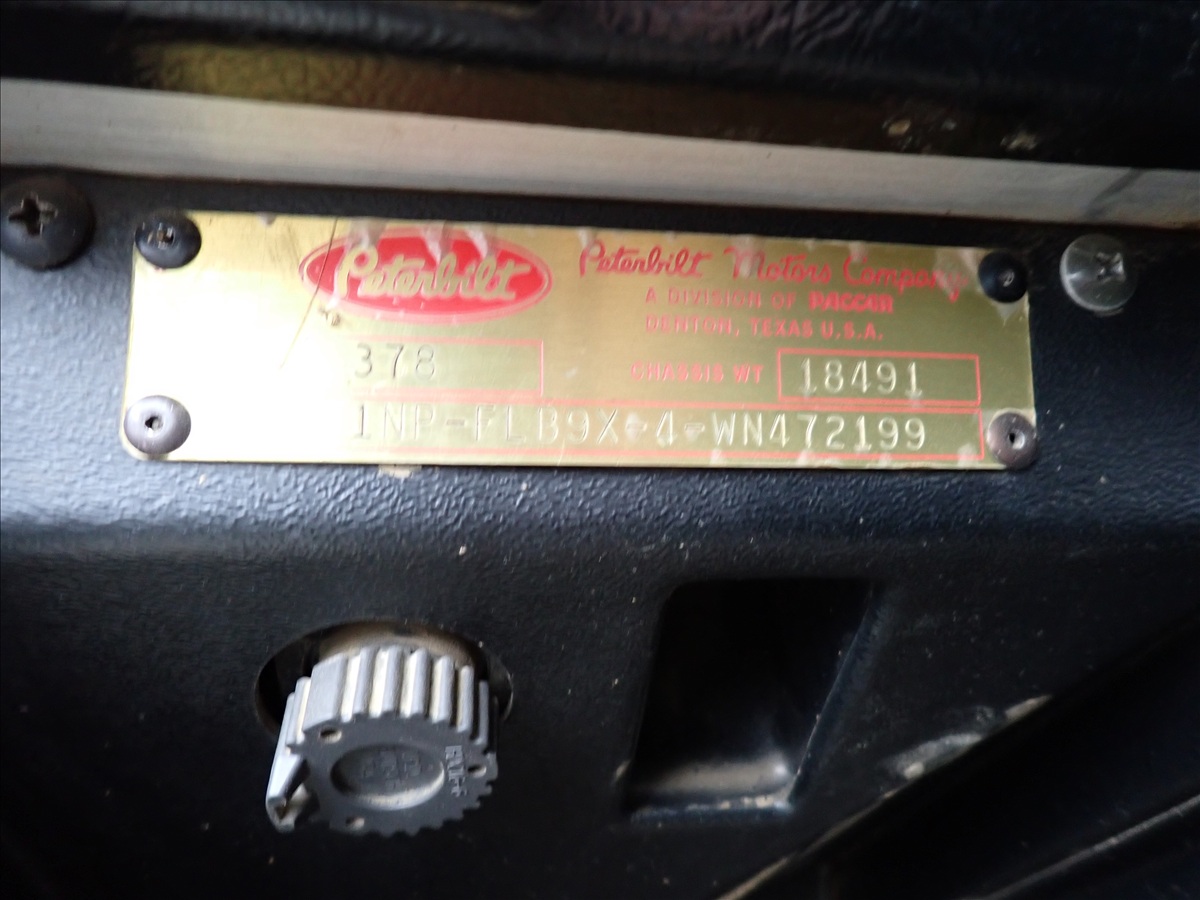 Peterbilt
Peterbilt Motors Company
A DIVISION OF PACCAR
DENTON, TEXAS U.S.A.
378
CHASSIS WT 18491
1NP-FLB9X-4-WN472199